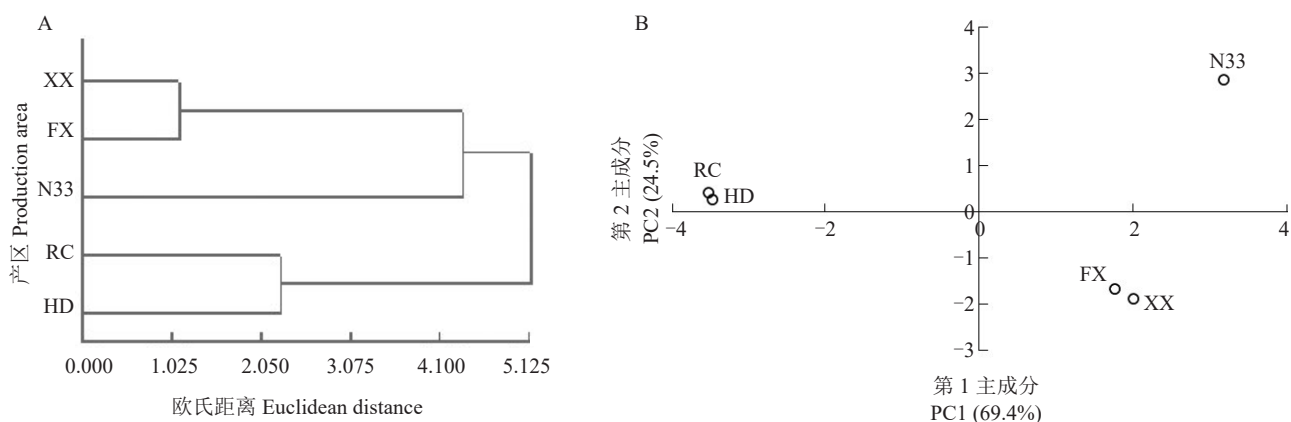 A
XX
FX
N33
RC
HD
产区 Production area
0.000 1.025 2.050 3.075 4.100 5.125
欧氏距离 Euclidean distance
B
4
3
2
1
0
−1
−2
−3
−4 −2 0 2 4
N33
RC
HD
FX
XX
第 2 主成分
PC2 (24.5%)
第 1 主成分
PC1 (69.4%)